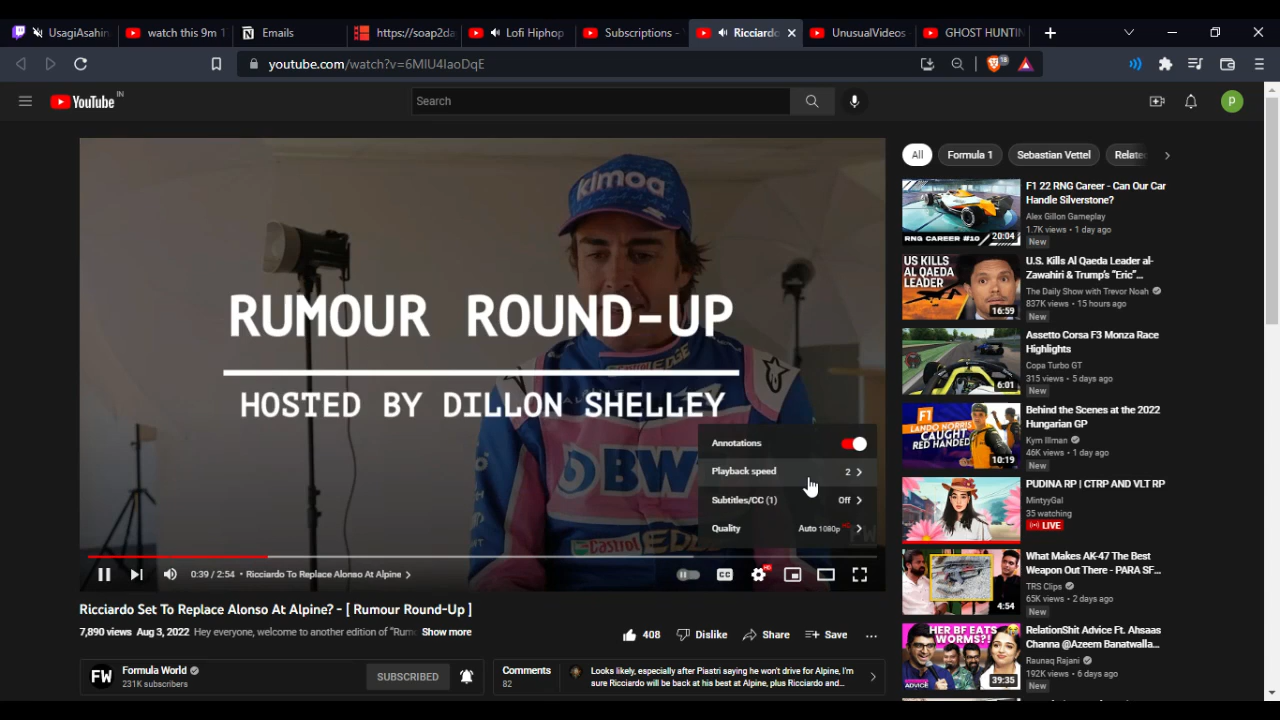 UsagiAsahin
watch this 9m 1
Emails
https://soap2da
Lofi Hiphop
Subscriptions -
Ricciardo
UnusualVideos
GHOST HUNTIN
youtube.com/watch?v=6MIU4IaoDqE
18
YouTube IN
Search
p
All
Formula 1
Sebastian Vettel
Relate
kimoa
RUMOUR ROUND-UP
HOSTED BY DILLON SHELLEY
EDGE
BW
Castrol
Annotations
Playback speed 2
Subtitles/CC (1) Off
Quality Auto 1080p HD
0:39 / 2:54 • Ricciardo To Replace Alonso At Alpine
CC
HD
Ricciardo Set To Replace Alonso At Alpine? - [ Rumour Round-Up ]
7,890 views Aug 3, 2022 Hey everyone, welcome to another edition of "Rum Show more
408 Dislike Share Save
FW
Formula World
231K subscribers
SUBSCRIBED
Comments
82
Looks likely, especially after Piastri saying he won't drive for Alpine, I'm
sure Ricciardo will be back at his best at Alpine, plus Ricciardo and...
RNG CAREER #10
20:04
F1 22 RNG Career - Can Our Car
Handle Silverstone?
Alex Gillon Gameplay
1.7K views • 1 day ago
New
US KILLS
AL QAEDA
LEADER
16:59
U.S. Kills Al Qaeda Leader al-
Zawahiri & Trump's "Eric"...
The Daily Show with Trevor Noah
837K views • 15 hours ago
New
6:01
Assetto Corsa F3 Monza Race
Highlights
Copa Turbo GT
315 views • 5 days ago
New
F1
LANDO NORRIS
CAUGHT
RED HANDED
10:19
Behind the Scenes at the 2022
Hungarian GP
Kym Illman
46K views • 1 day ago
New
PUDINA RP | CTRP AND VLT RP
MintyyGal
35 watching
LIVE
4:54
What Makes AK-47 The Best
Weapon Out There - PARA SF...
TRS Clips
65K views • 2 days ago
New
HER BF EATS
WORMS?!
ADVICE
39:35
RelationShit Advice Ft. Ahsaas
Channa @Azeem Banatwalla...
Raunaq Rajani
192K views • 6 days ago
New